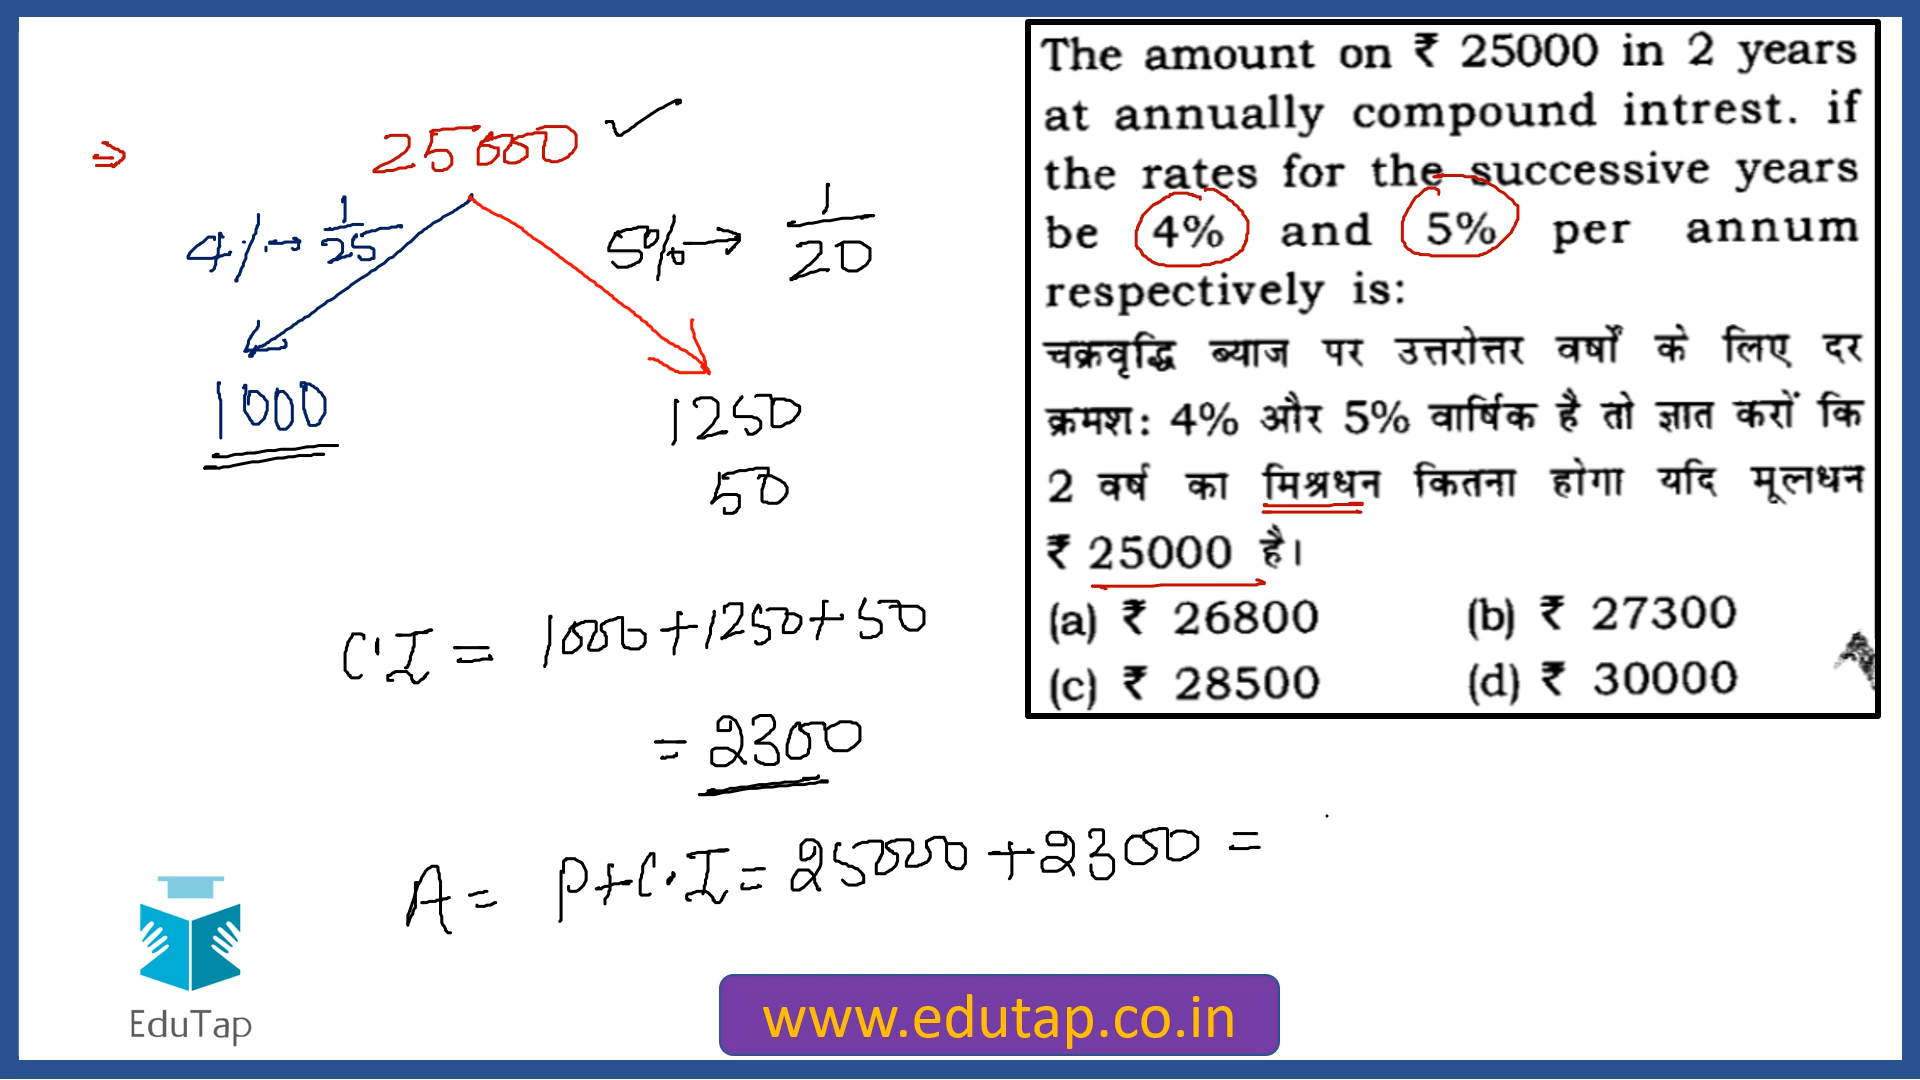 The amount on ₹ 25000 in 2 years
at annually compound intrest. if
the rates for the successive years
be 4% and 5% per annum
respectively is:
चक्रवृद्धि ब्याज पर उत्तरोत्तर वर्षों के लिए दर
क्रमश: 4% और 5% वार्षिक है तो ज्ञात करों कि
2 वर्ष का मिश्रधन कितना होगा यदि मूलधन
₹ 25000 है।
(a) ₹ 26800 (b) ₹ 27300
(c) ₹ 28500 (d) ₹ 30000
⇒ 25000 ✓
4% → 1/25 5% → 1/20
1000 1250
50
C.I = 1000+1250+50
= 2300
A = P+C.I = 25000+2300 =
EduTap
www.edutap.co.in